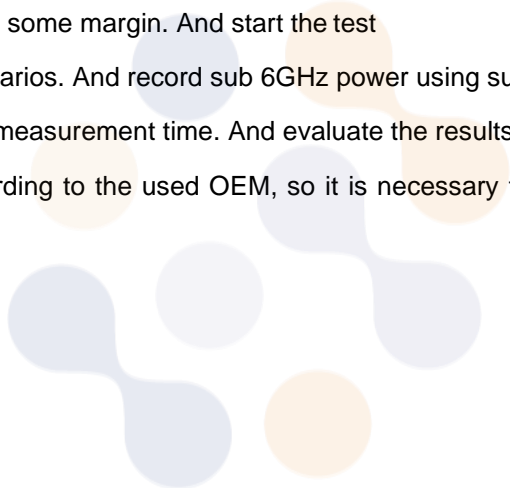 some margin. And start the test
arios. And record sub 6GHz power using su
measurement time. And evaluate the results
rding to the used OEM, so it is necessary